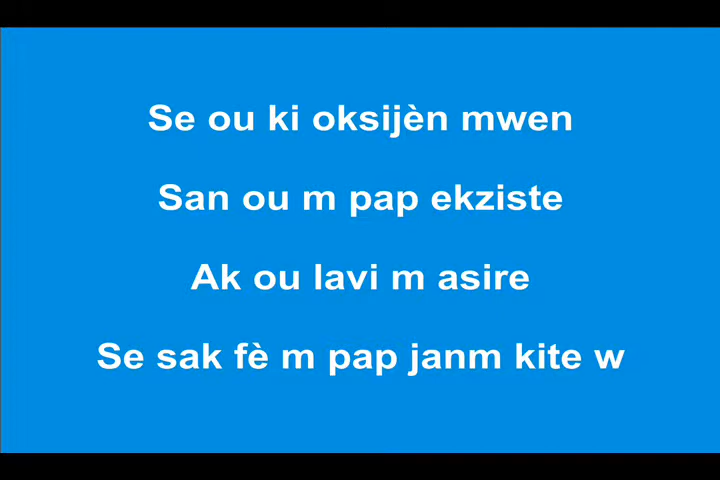 Se ou ki oksijèn mwen
San ou m pap ekziste
Ak ou lavi m asire
Se sak fè m pap janm kite w